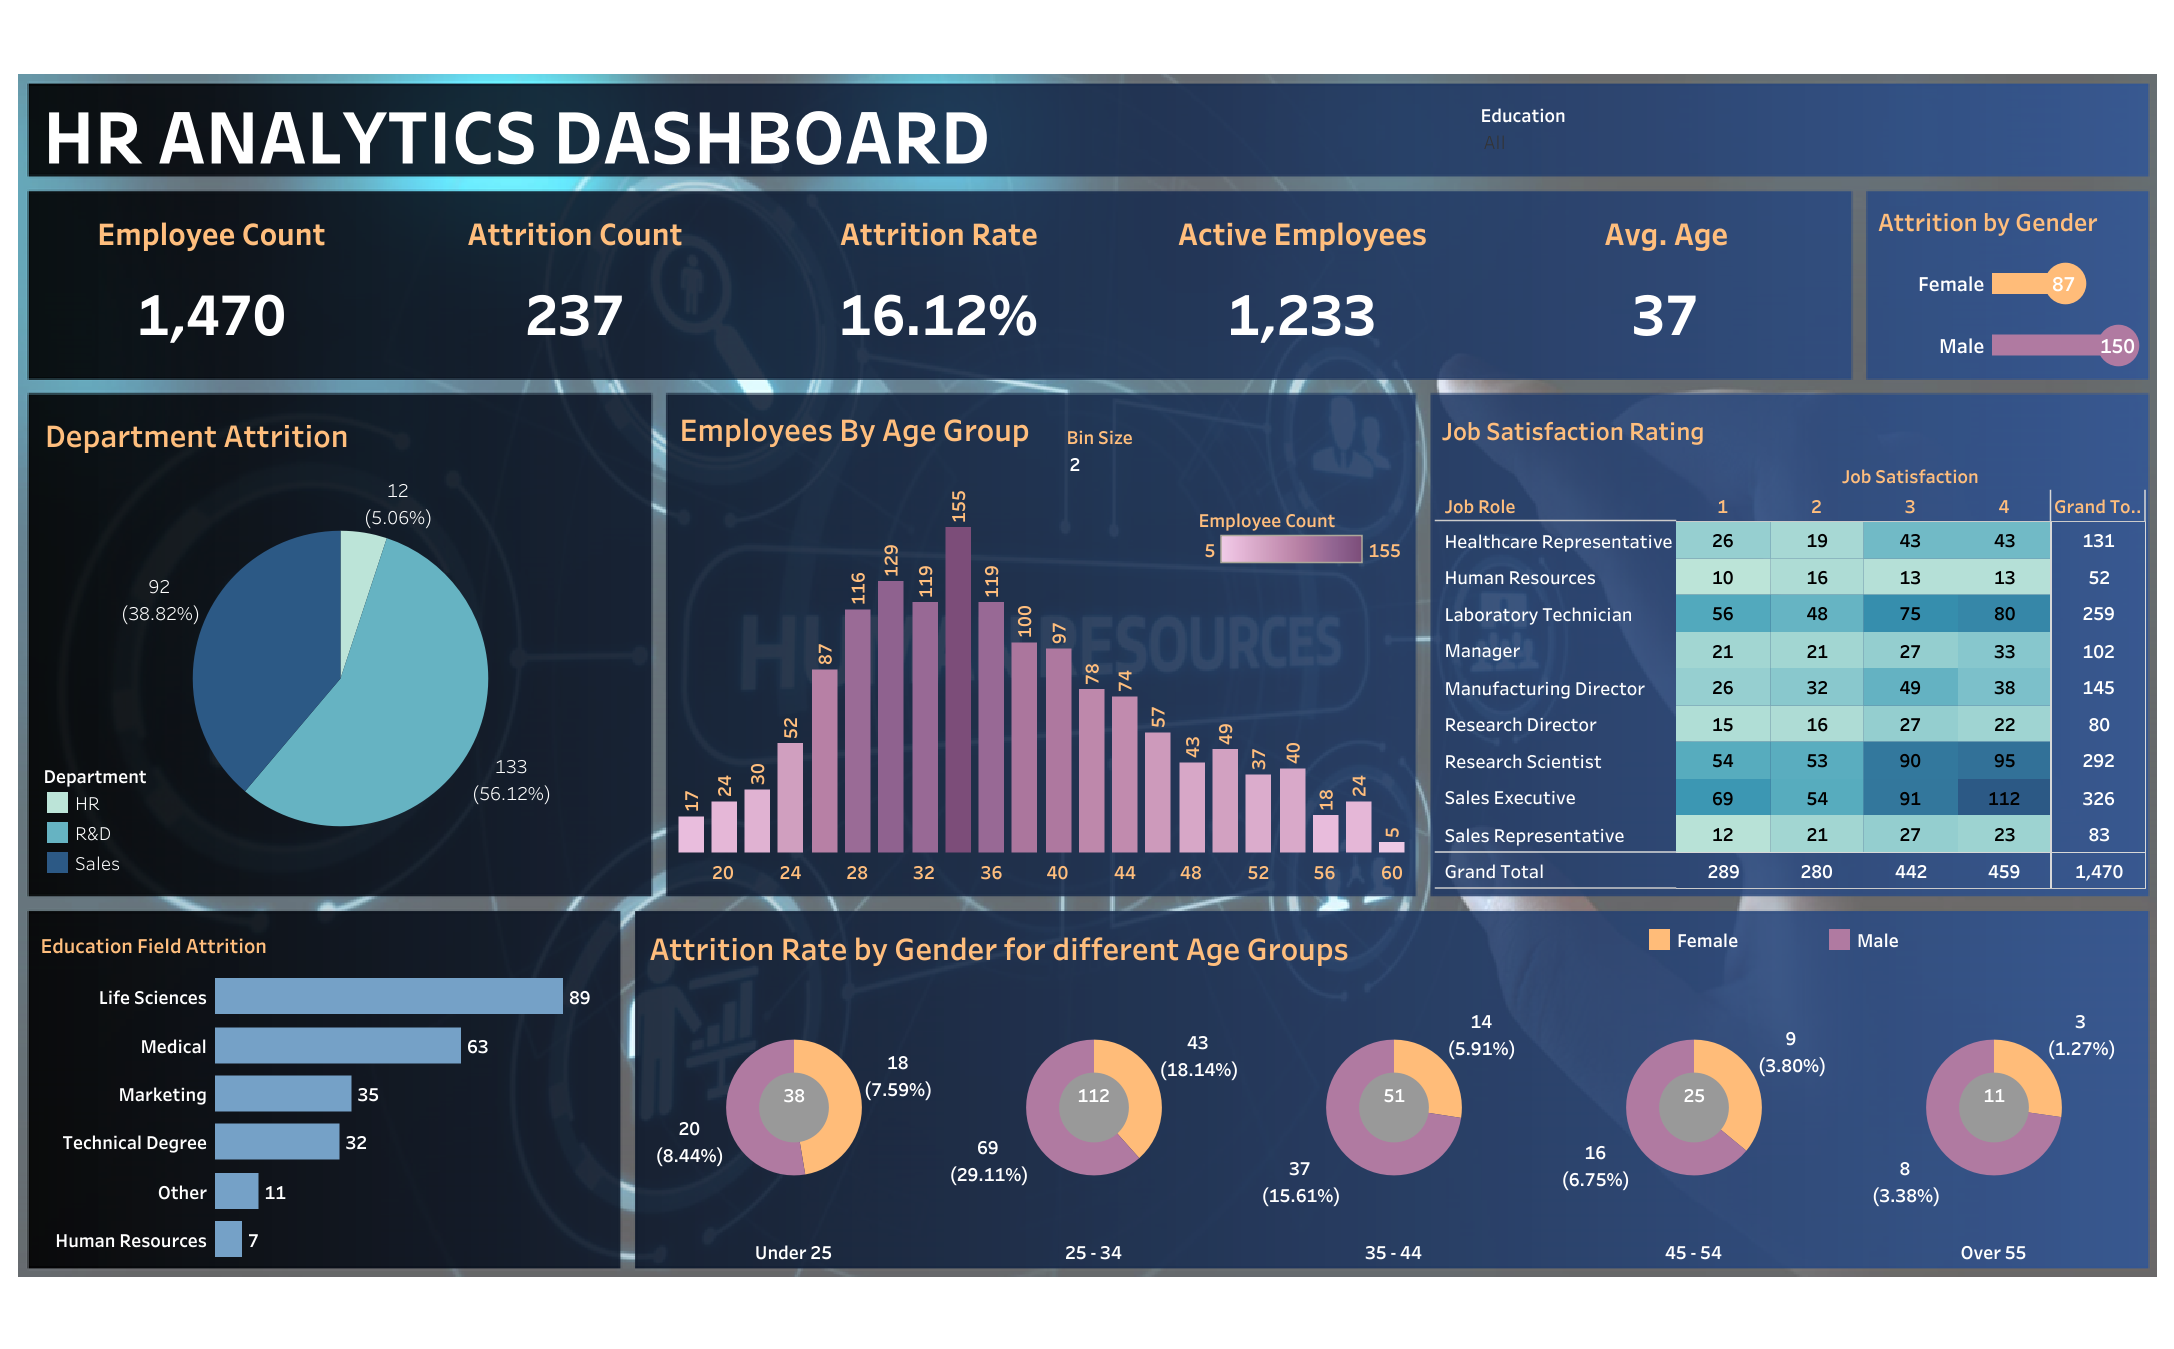 HR ANALYTICS DASHBOARD
Education
All
Employee Count
1,470
Attrition Count
237
Attrition Rate
16.12%
Active Employees
1,233
Avg. Age
37
Attrition by Gender
Female 87
Male 150
Department Attrition
12
(5.06%)
92
(38.82%)
133
(56.12%)
Department
HR
R&D
Sales
Employees By Age Group
Bin Size
2
Employee Count
5 155
17 24 30 52 87 116 129 119 155 119 100 97 78 74 57 43 49 37 40 18 24 5
20 24 28 32 36 40 44 48 52 56 60
HUMAN RESOURCES
Job Satisfaction Rating
Job Satisfaction
Job Role 1 2 3 4 Grand To..
Healthcare Representative 26 19 43 43 131
Human Resources 10 16 13 13 52
Laboratory Technician 56 48 75 80 259
Manager 21 21 27 33 102
Manufacturing Director 26 32 49 38 145
Research Director 15 16 27 22 80
Research Scientist 54 53 90 95 292
Sales Executive 69 54 91 112 326
Sales Representative 12 21 27 23 83
Grand Total 289 280 442 459 1,470
Education Field Attrition
Life Sciences 89
Medical 63
Marketing 35
Technical Degree 32
Other 11
Human Resources 7
Attrition Rate by Gender for different Age Groups
Female Male
38
18
(7.59%)
20
(8.44%)
Under 25
112
43
(18.14%)
69
(29.11%)
25 - 34
51
14
(5.91%)
37
(15.61%)
35 - 44
25
9
(3.80%)
16
(6.75%)
45 - 54
11
3
(1.27%)
8
(3.38%)
Over 55